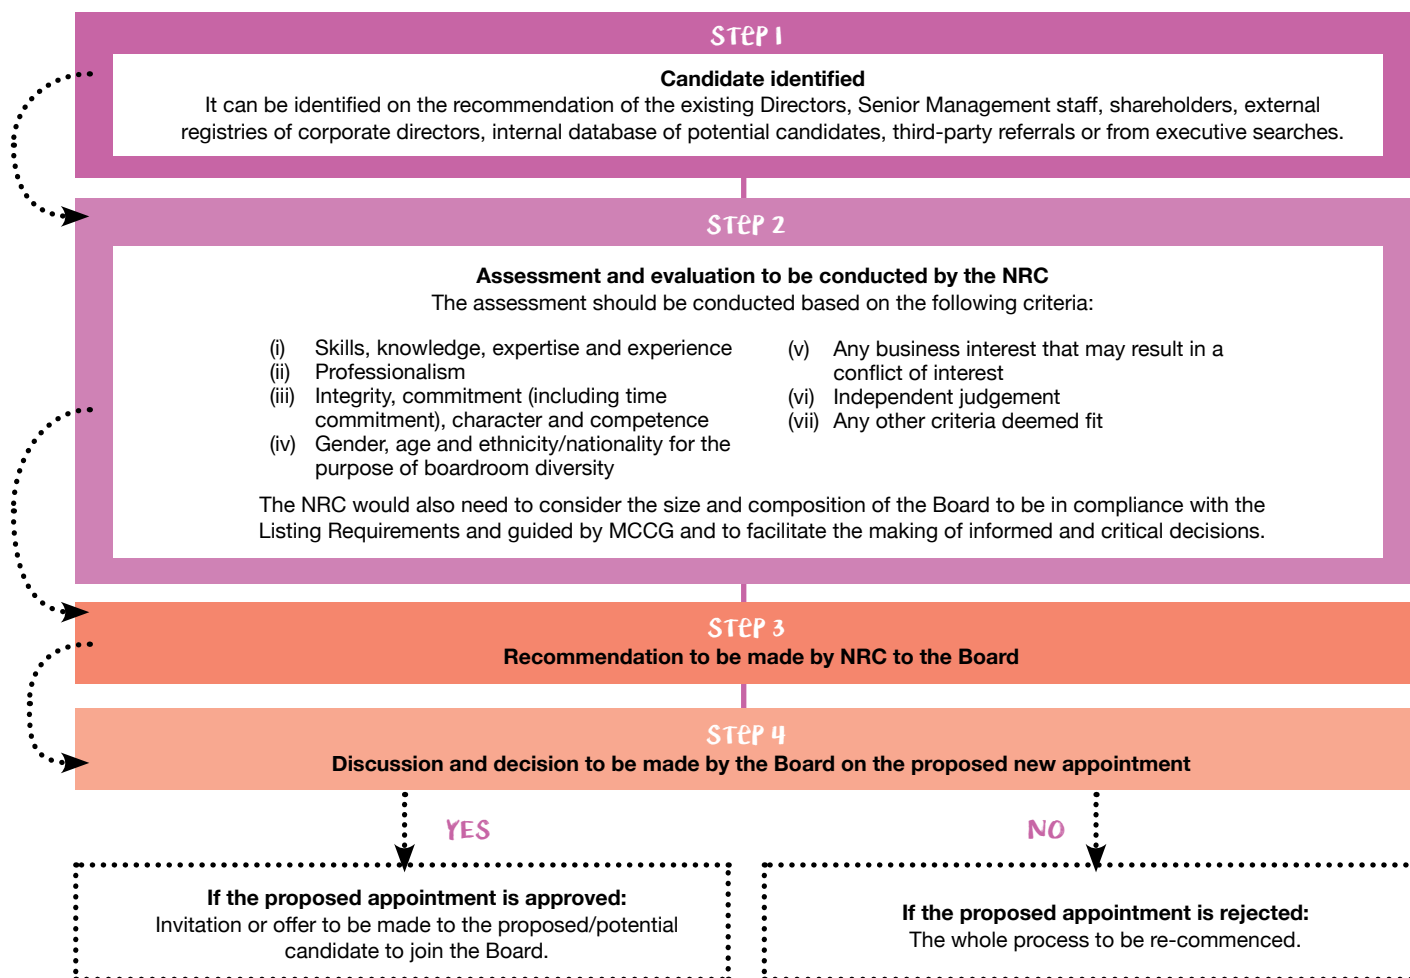 STEP 1
Candidate identified
It can be identified on the recommendation of the existing Directors, Senior Management staff, shareholders, external
registries of corporate directors, internal database of potential candidates, third-party referrals or from executive searches.
STEP 2
Assessment and evaluation to be conducted by the NRC
The assessment should be conducted based on the following criteria:
(i) Skills, knowledge, expertise and experience
(ii) Professionalism
(iii) Integrity, commitment (including time
commitment), character and competence
(iv) Gender, age and ethnicity/nationality for the
purpose of boardroom diversity
(v) Any business interest that may result in a
conflict of interest
(vi) Independent judgement
(vii) Any other criteria deemed fit
The NRC would also need to consider the size and composition of the Board to be in compliance with the
Listing Requirements and guided by MCCG and to facilitate the making of informed and critical decisions.
STEP 3
Recommendation to be made by NRC to the Board
STEP 4
Discussion and decision to be made by the Board on the proposed new appointment
YES
NO
If the proposed appointment is approved:
Invitation or offer to be made to the proposed/potential
candidate to join the Board.
If the proposed appointment is rejected:
The whole process to be re-commenced.